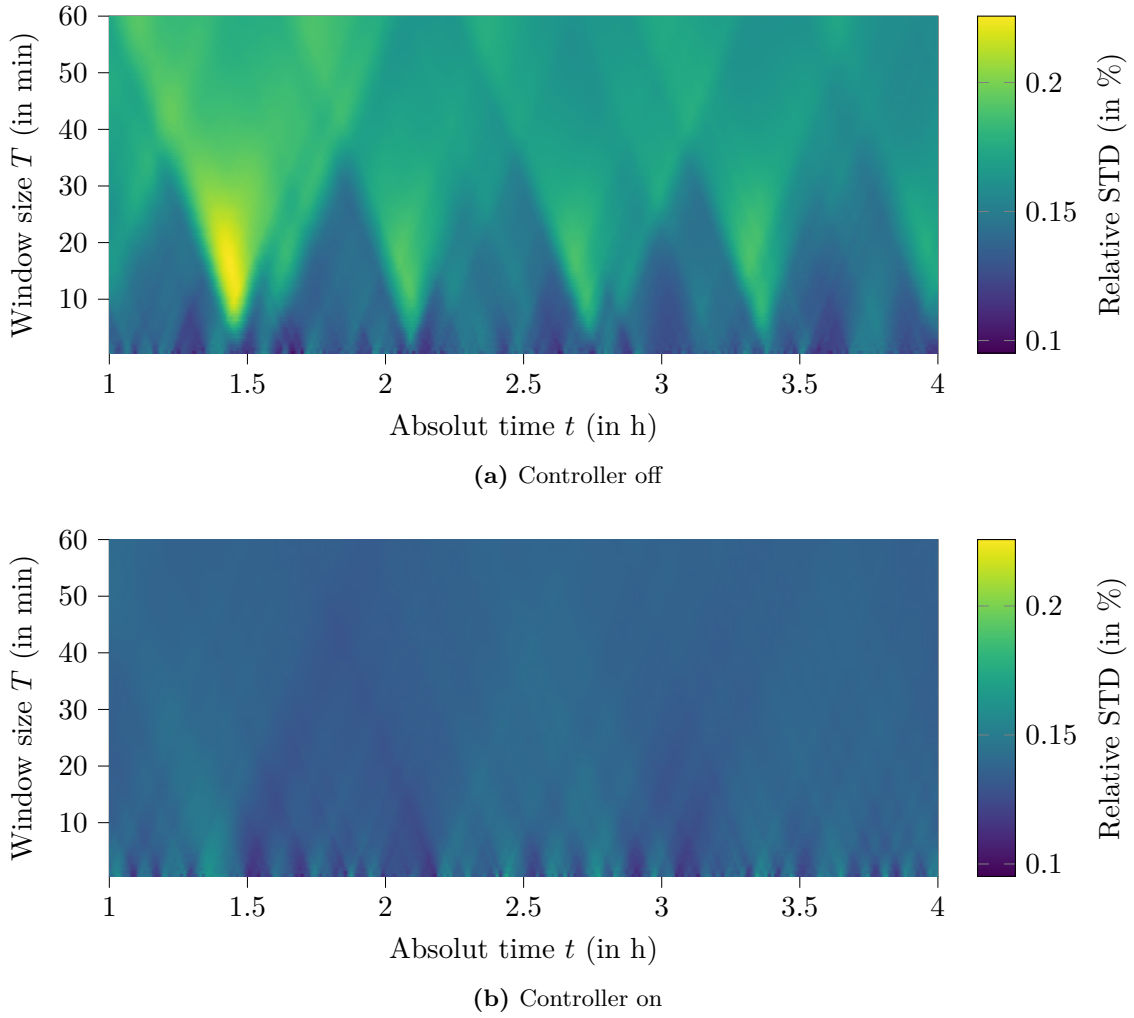 60
50
40
30
20
10
Window size T (in min)
1 1.5 2 2.5 3 3.5 4
Absolut time t (in h)
0.2
0.15
0.1
Relative STD (in %)
(a) Controller off
60
50
40
30
20
10
Window size T (in min)
1 1.5 2 2.5 3 3.5 4
Absolut time t (in h)
0.2
0.15
0.1
Relative STD (in %)
(b) Controller on